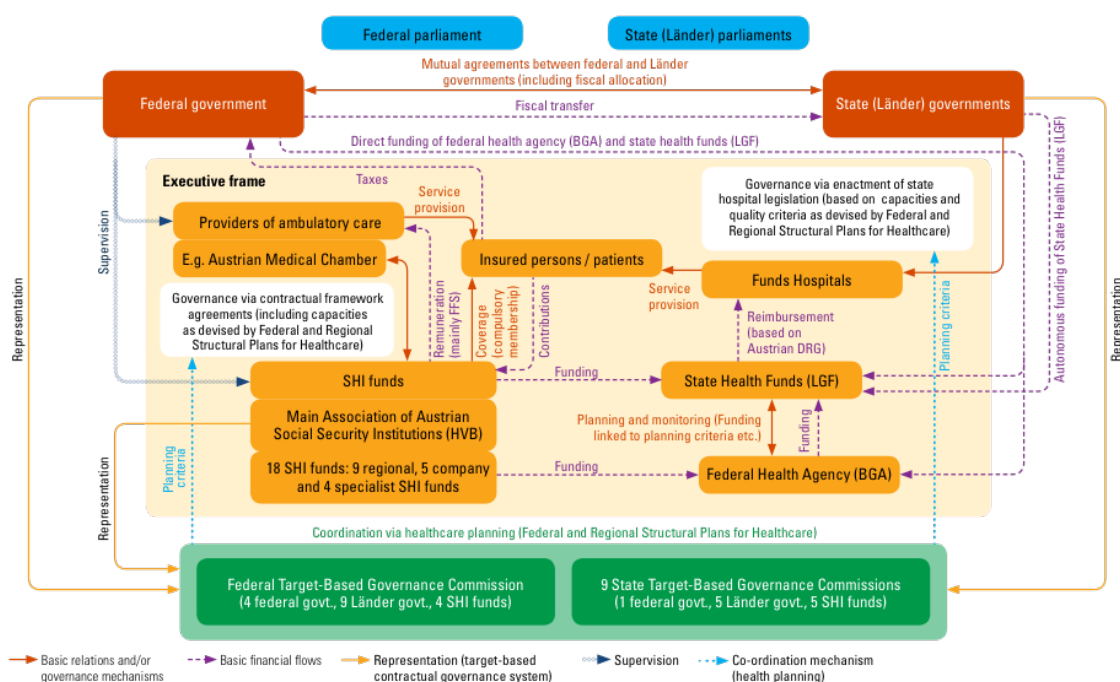 Federal parliament
State (Länder) parliaments
Mutual agreements between federal and Länder
governments (including fiscal allocation)
Federal government
State (Länder) governments
Fiscal transfer
Direct funding of federal health agency (BGA) and state health funds (LGF)
Taxes
Executive frame
Service
provision
Governance via enactment of state
hospital legislation (based on capacities and
quality criteria as devised by Federal and
Regional Structural Plans for Healthcare)
Providers of ambulatory care
E.g. Austrian Medical Chamber
Insured persons / patients
Funds Hospitals
Service
provision
Governance via contractual framework
agreements (including capacities
as devised by Federal and Regional
Structural Plans for Healthcare)
Remuneration
(mainly FFS)
Coverage
(compulsory
membership)
Contributions
Reimbursement
(based on
Austrian DRG)
Supervision
Representation
Planning criteria
Autonomous funding of State Health Funds (LGF)
Representation
SHI funds
Funding
State Health Funds (LGF)
Main Association of Austrian
Social Security Institutions (HVB)
Planning and monitoring (Funding
linked to planning criteria etc.)
Funding
18 SHI funds: 9 regional, 5 company
and 4 specialist SHI funds
Funding
Federal Health Agency (BGA)
Planning
criteria
Representation
Coordination via healthcare planning (Federal and Regional Structural Plans for Healthcare)
Federal Target-Based Governance Commission
(4 federal govt., 9 Länder govt., 4 SHI funds)
9 State Target-Based Governance Commissions
(1 federal govt., 5 Länder govt., 5 SHI funds)
Basic relations and/or
governance mechanisms
Basic financial flows
Representation (target-based
contractual governance system)
Supervision
Co-ordination mechanism
(health planning)